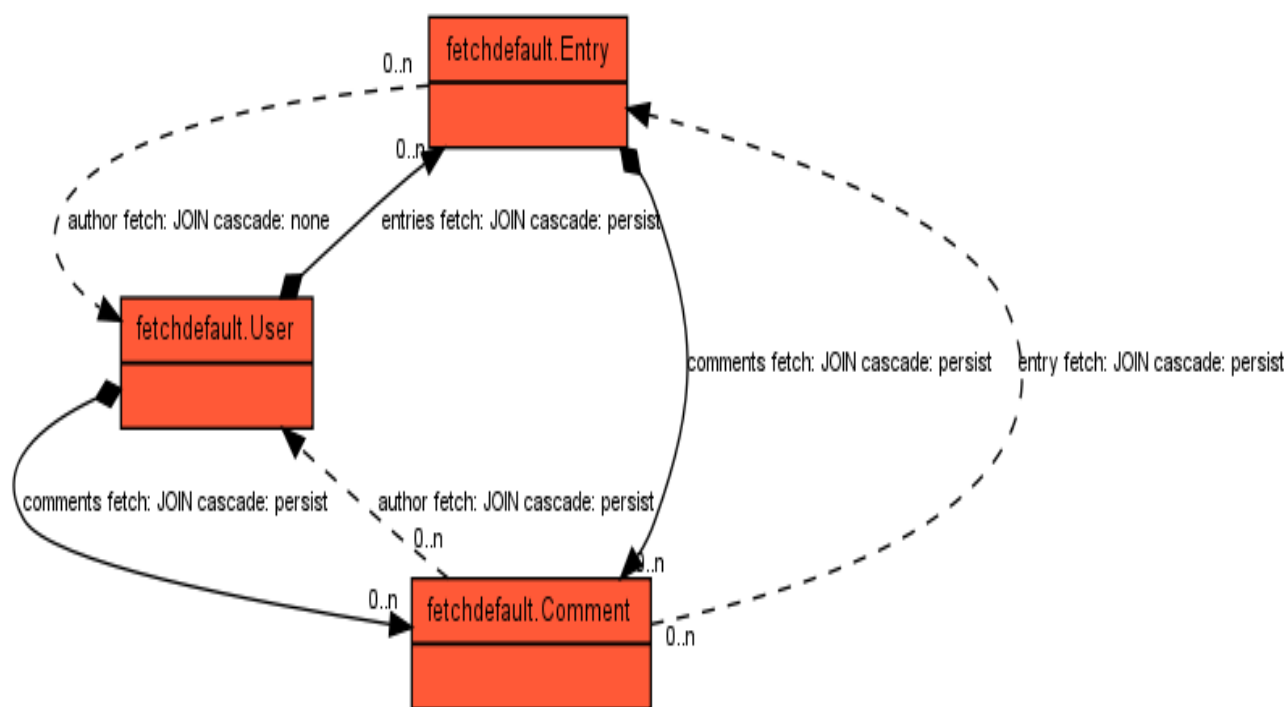 fetchdefault.Entry
0..n
0..n
author fetch: JOIN cascade: none
entries fetch: JOIN cascade: persist
fetchdefault.User
comments fetch: JOIN cascade: persist
entry fetch: JOIN cascade: persist
comments fetch: JOIN cascade: persist
author fetch: JOIN cascade: persist
0..n
0..n
0..n
fetchdefault.Comment
0..n